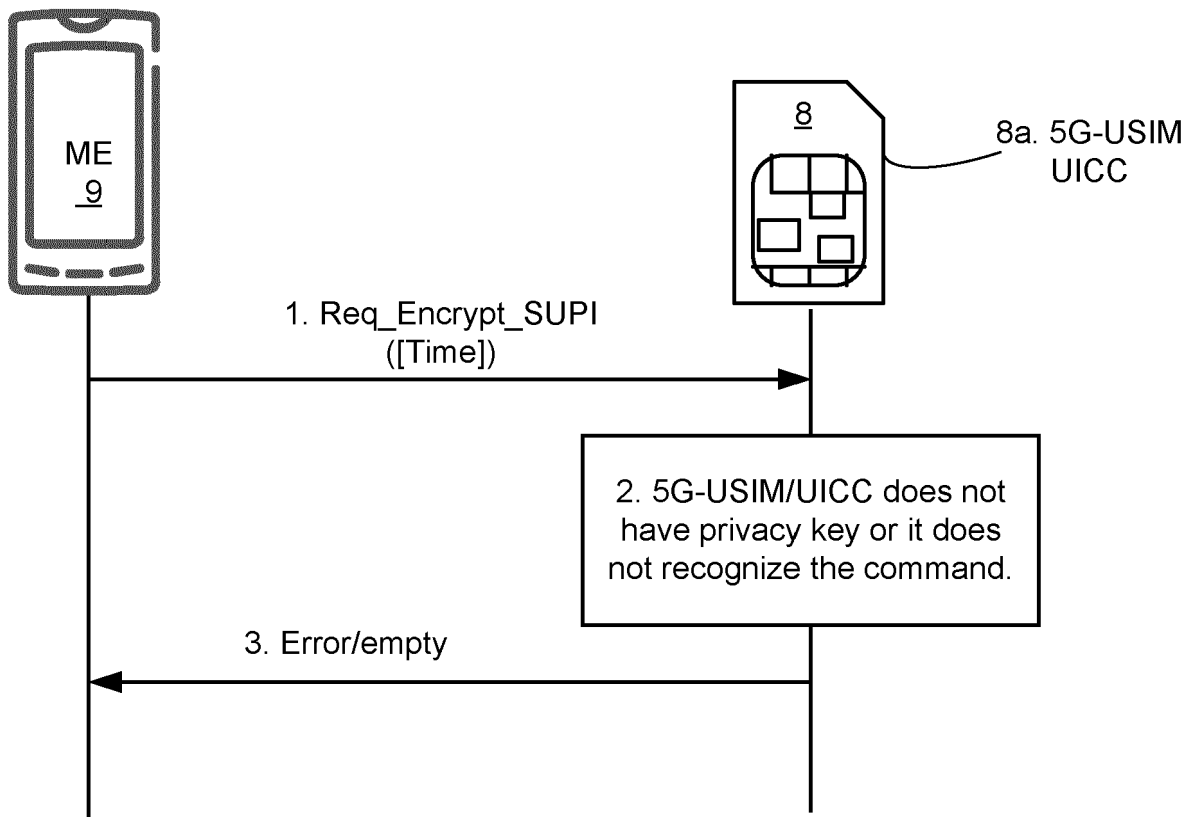 ME
9
8
8a. 5G-USIM
UICC
1. Req_Encrypt_SUPI
([Time])
2. 5G-USIM/UICC does not
have privacy key or it does
not recognize the command.
3. Error/empty